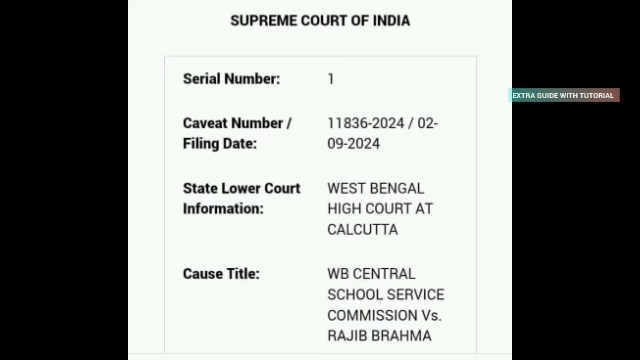 SUPREME COURT OF INDIA
Serial Number: 1
EXTRA GUIDE WITH TUTORIAL
Caveat Number / 11836-2024 / 02-
Filing Date: 09-2024
State Lower Court WEST BENGAL
Information: HIGH COURT AT
CALCUTTA
Cause Title: WB CENTRAL
SCHOOL SERVICE
COMMISSION Vs.
RAJIB BRAHMA